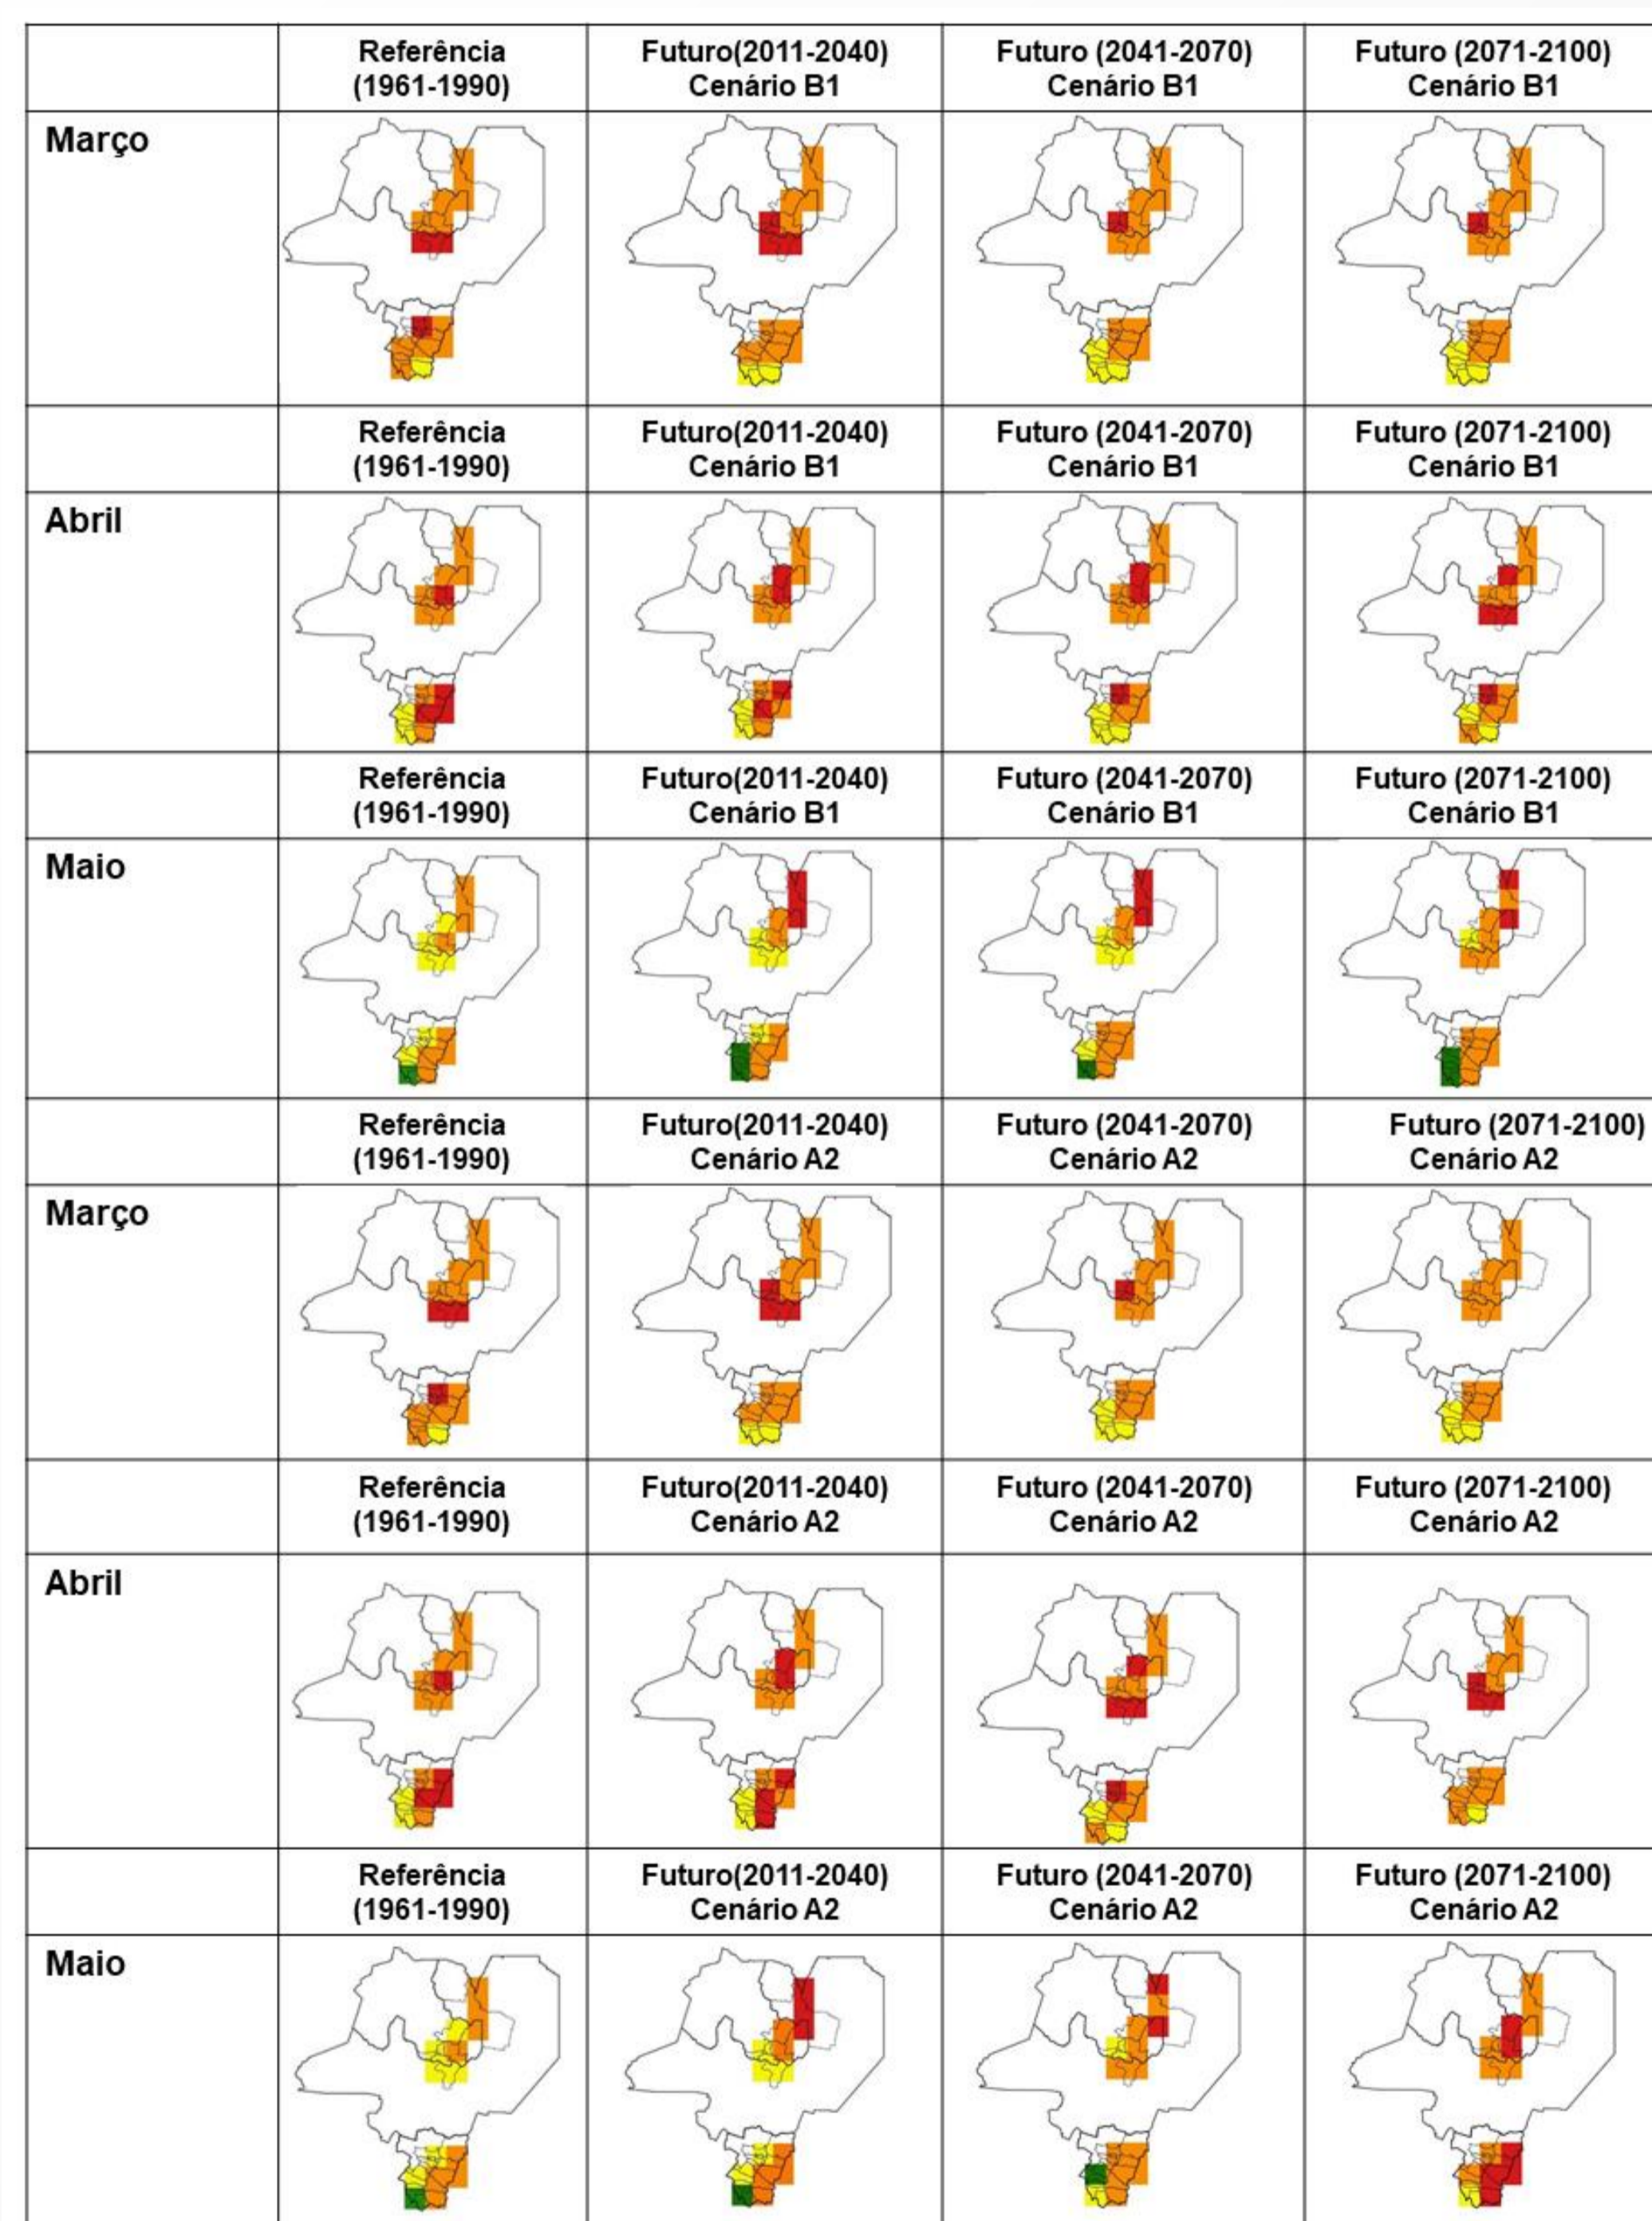 Referência Futuro(2011-2040) Futuro (2041-2070) Futuro (2071-2100)
(1961-1990) Cenário B1 Cenário B1 Cenário B1
Março
Referência Futuro(2011-2040) Futuro (2041-2070) Futuro (2071-2100)
(1961-1990) Cenário B1 Cenário B1 Cenário B1
Abril
Referência Futuro(2011-2040) Futuro (2041-2070) Futuro (2071-2100)
(1961-1990) Cenário B1 Cenário B1 Cenário B1
Maio
Referência Futuro(2011-2040) Futuro (2041-2070) Futuro (2071-2100)
(1961-1990) Cenário A2 Cenário A2 Cenário A2
Março
Referência Futuro(2011-2040) Futuro (2041-2070) Futuro (2071-2100)
(1961-1990) Cenário A2 Cenário A2 Cenário A2
Abril
Referência Futuro(2011-2040) Futuro (2041-2070) Futuro (2071-2100)
(1961-1990) Cenário A2 Cenário A2 Cenário A2
Maio